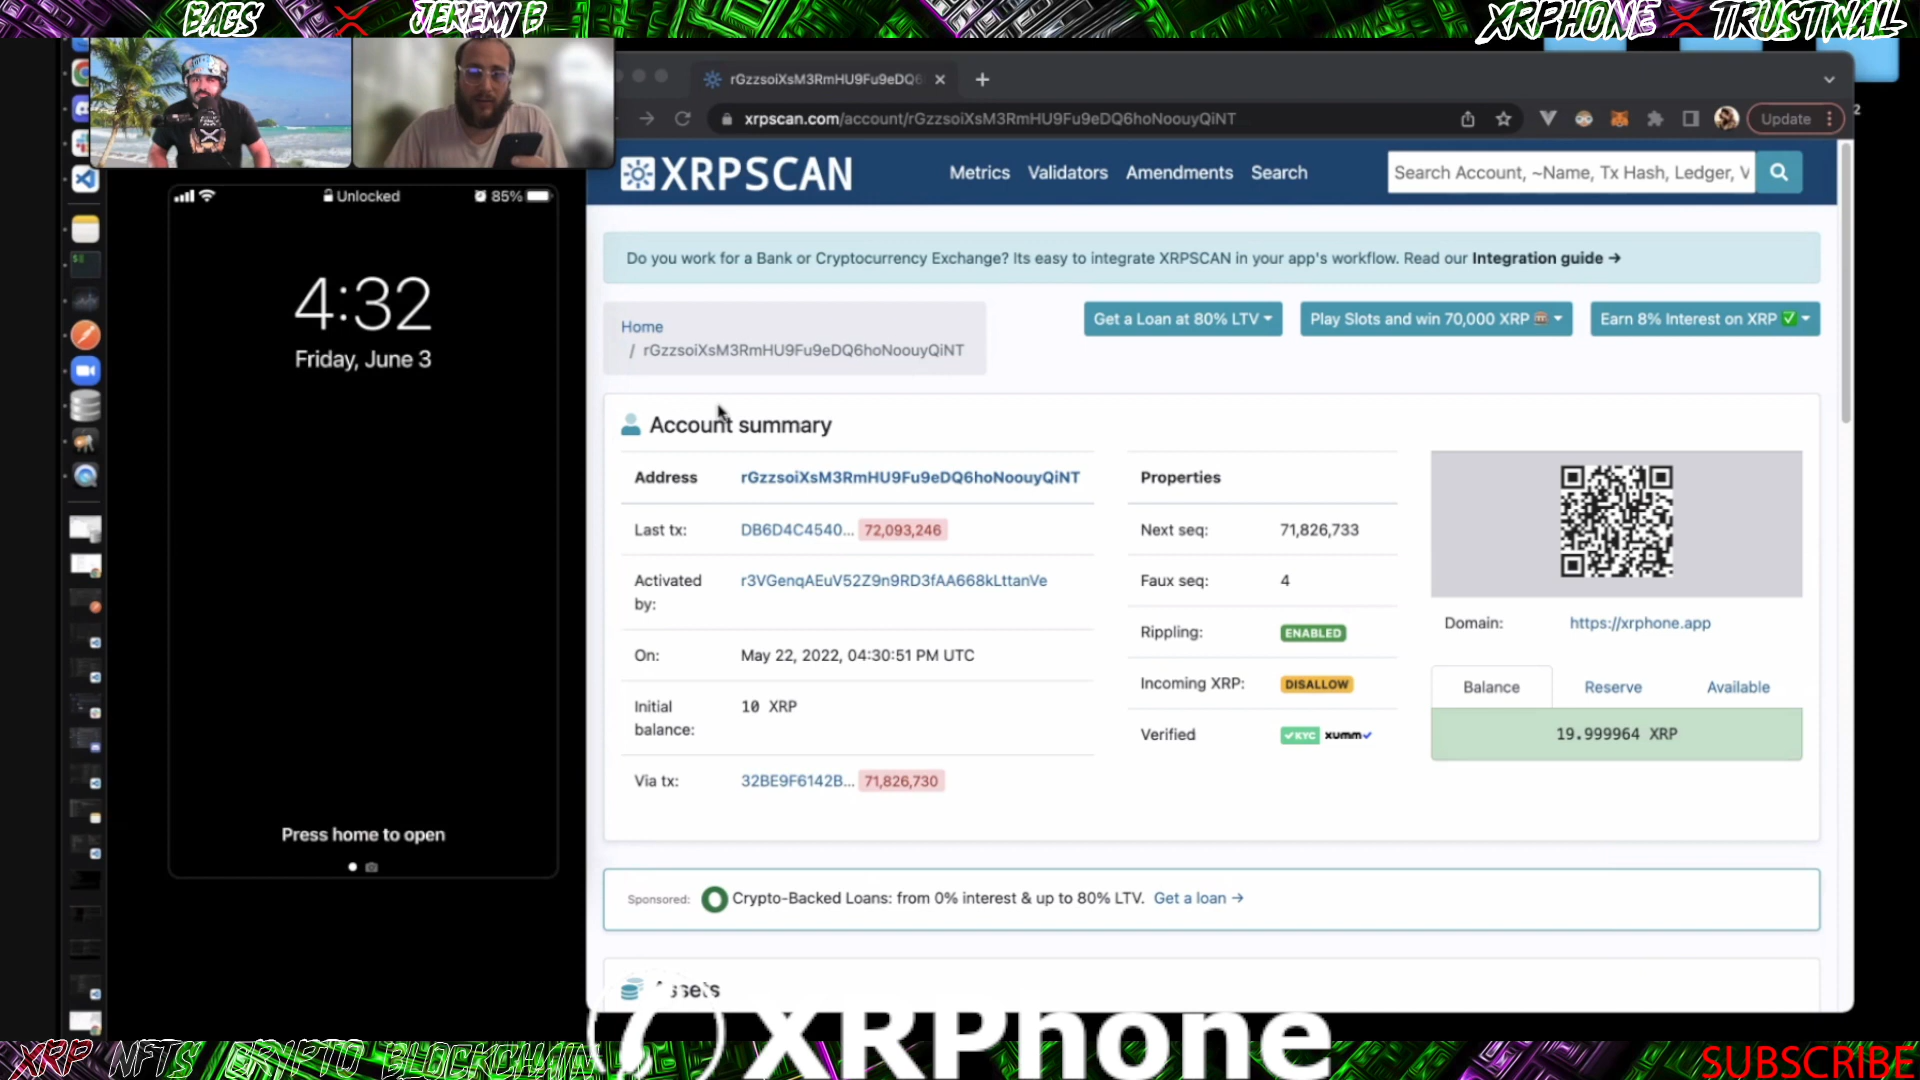 BAGS X JEREMY B
XRPHONE X TRUSTWAL
rGzzsoiXsM3RmHU9Fu9eDQ6
xrpscan.com/account/rGzzsoiXsM3RmHU9Fu9eDQ6hoNoouyQiNT
Update
2
XRPSCAN
Metrics Validators Amendments Search
Search Account, ~Name, Tx Hash, Ledger, V
Unlocked 85%
4:32
Friday, June 3
Press home to open
Do you work for a Bank or Cryptocurrency Exchange? Its easy to integrate XRPSCAN in your app's workflow. Read our Integration guide →
Home
/ rGzzsoiXsM3RmHU9Fu9eDQ6hoNoouyQiNT
Get a Loan at 80% LTV
Play Slots and win 70,000 XRP 🎰
Earn 8% Interest on XRP ✅
Account summary
Address rGzzsoiXsM3RmHU9Fu9eDQ6hoNoouyQiNT
Last tx: DB6D4C4540... 72,093,246
Activated by: r3VGenqAEuV52Z9n9RD3fAA668kLttanVe
On: May 22, 2022, 04:30:51 PM UTC
Initial balance: 10 XRP
Via tx: 32BE9F6142B... 71,826,730
Properties
Next seq: 71,826,733
Faux seq: 4
Rippling: ENABLED
Incoming XRP: DISALLOW
Verified ✓KYC xumm✓
Domain: https://xrphone.app
Balance Reserve Available
19.999964 XRP
Sponsored: Crypto-Backed Loans: from 0% interest & up to 80% LTV. Get a loan →
Assets
XRPhone
XRP NFTS CRYPTO BLOCKCHAIN
SUBSCRIBE